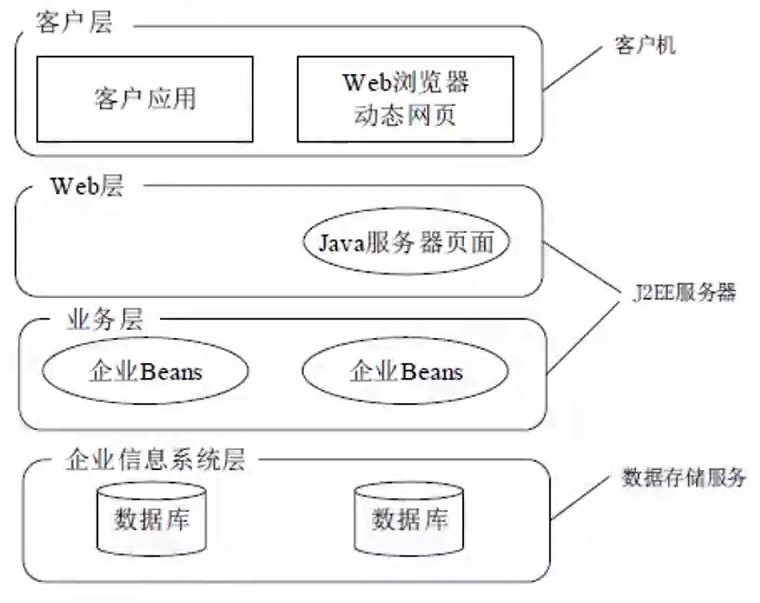 客户层
客户机
客户应用
Web浏览器
动态网页
Web层
Java服务器页面
J2EE服务器
业务层
企业Beans
企业Beans
企业信息系统层
数据存储服务
数据库
数据库